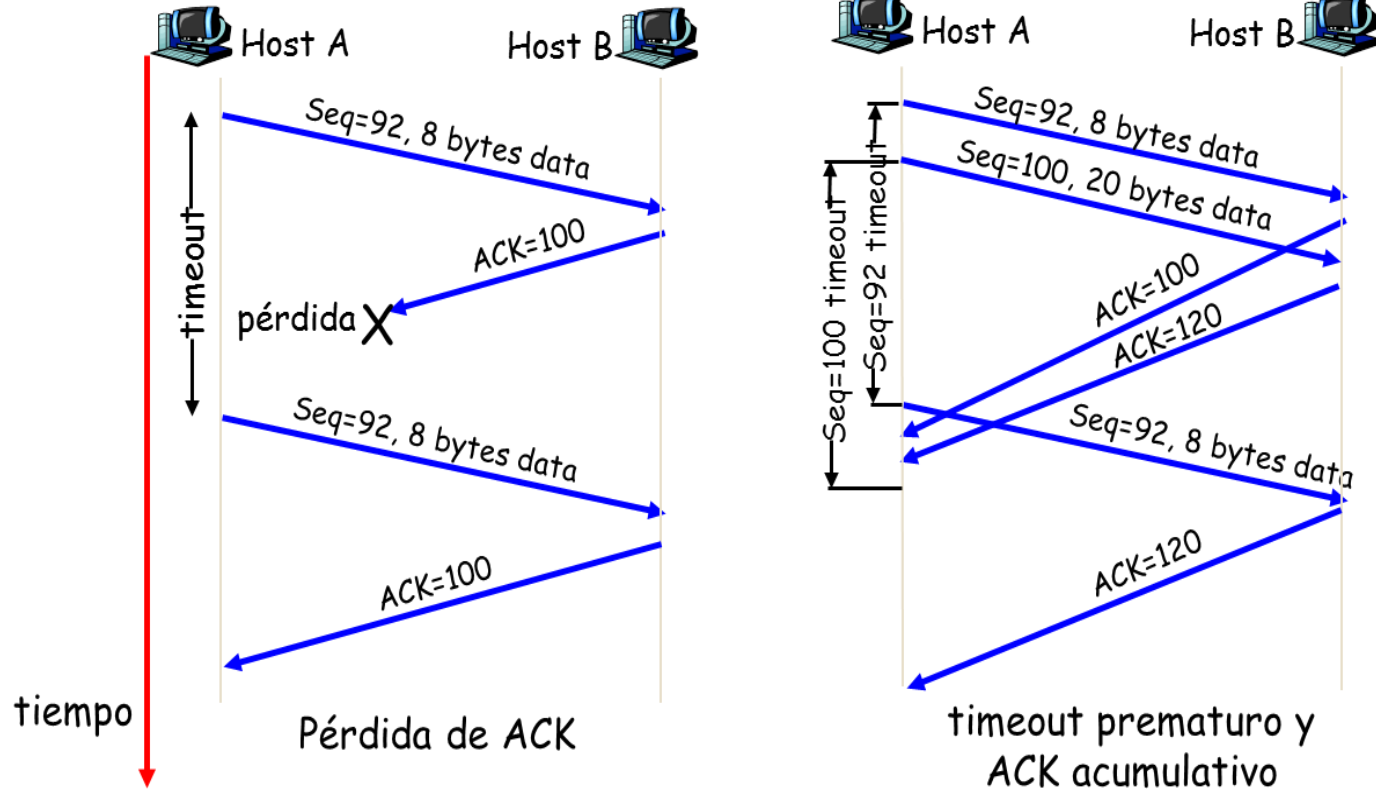 Host A
Host B
Seq=92, 8 bytes data
ACK=100
timeout
pérdida X
Seq=92, 8 bytes data
ACK=100
tiempo
Pérdida de ACK
Host A
Host B
Seq=92, 8 bytes data
Seq=100, 20 bytes data
Seq=100 timeout
Seq=92 timeout
ACK=100
ACK=120
Seq=92, 8 bytes data
ACK=120
timeout prematuro y
ACK acumulativo